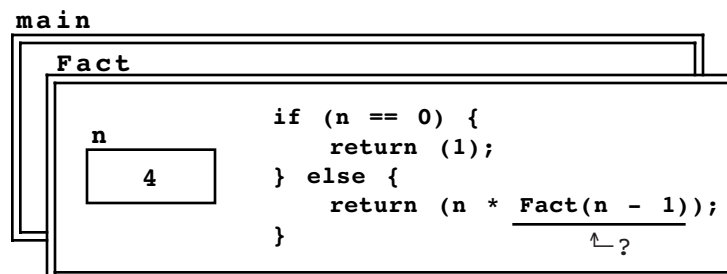 main
Fact
n
4
if (n == 0) {
return (1);
} else {
return (n * Fact(n - 1));
}
?